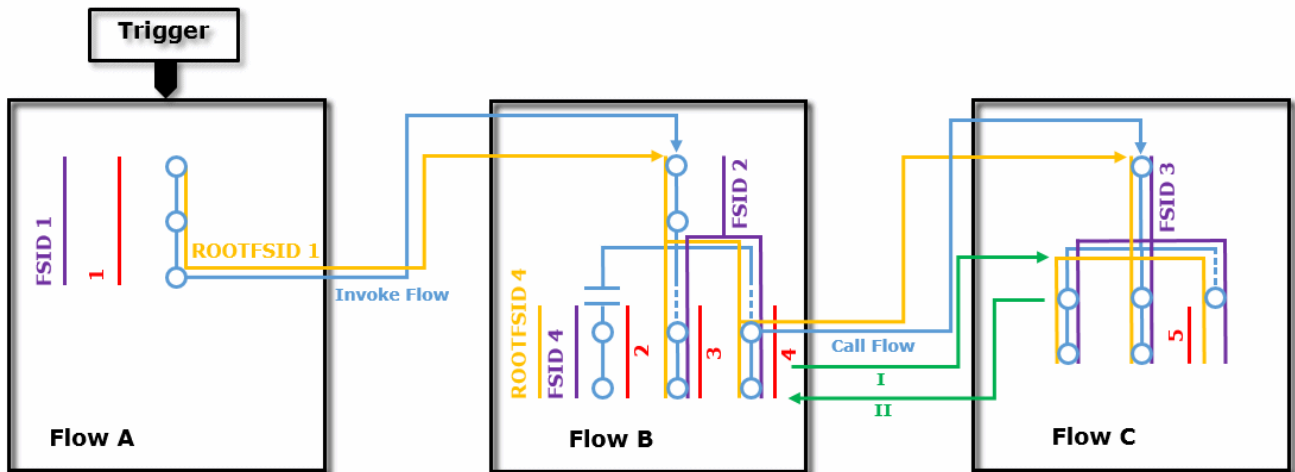 Trigger
FSID 1
1
ROOTFSID 1
Flow A
Invoke Flow
FSID 2
ROOTFSID 4
FSID 4
2
3
4
Flow B
Call Flow
I
II
FSID 3
5
Flow C